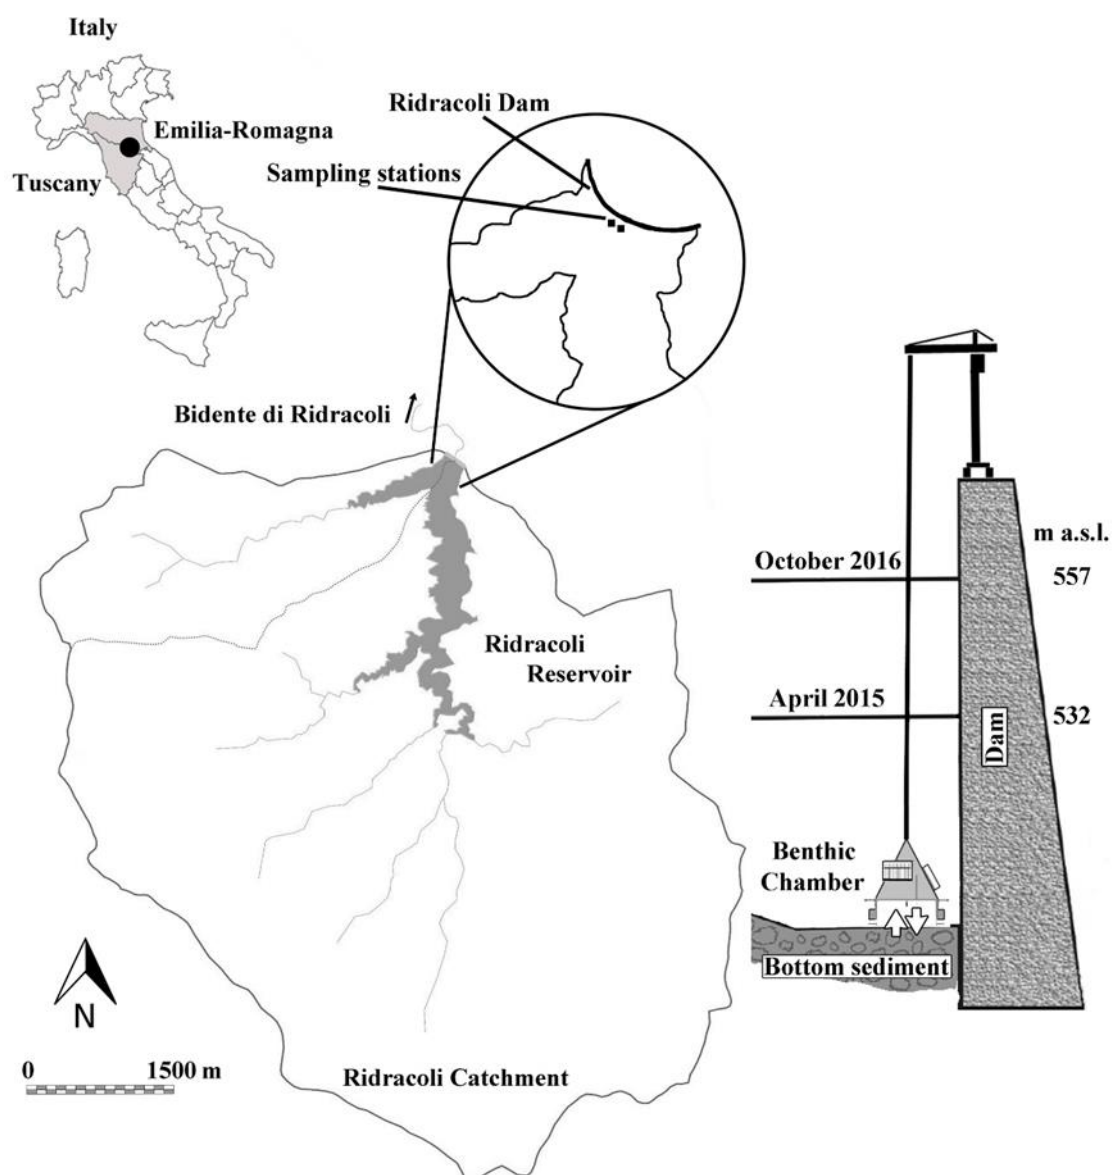 Italy
Emilia-Romagna
Tuscany
Ridracoli Dam
Sampling stations
Bidente di Ridracoli
Ridracoli
Reservoir
Ridracoli Catchment
N
0 1500 m
m a.s.l.
October 2016
557
April 2015
532
Dam
Benthic
Chamber
Bottom sediment